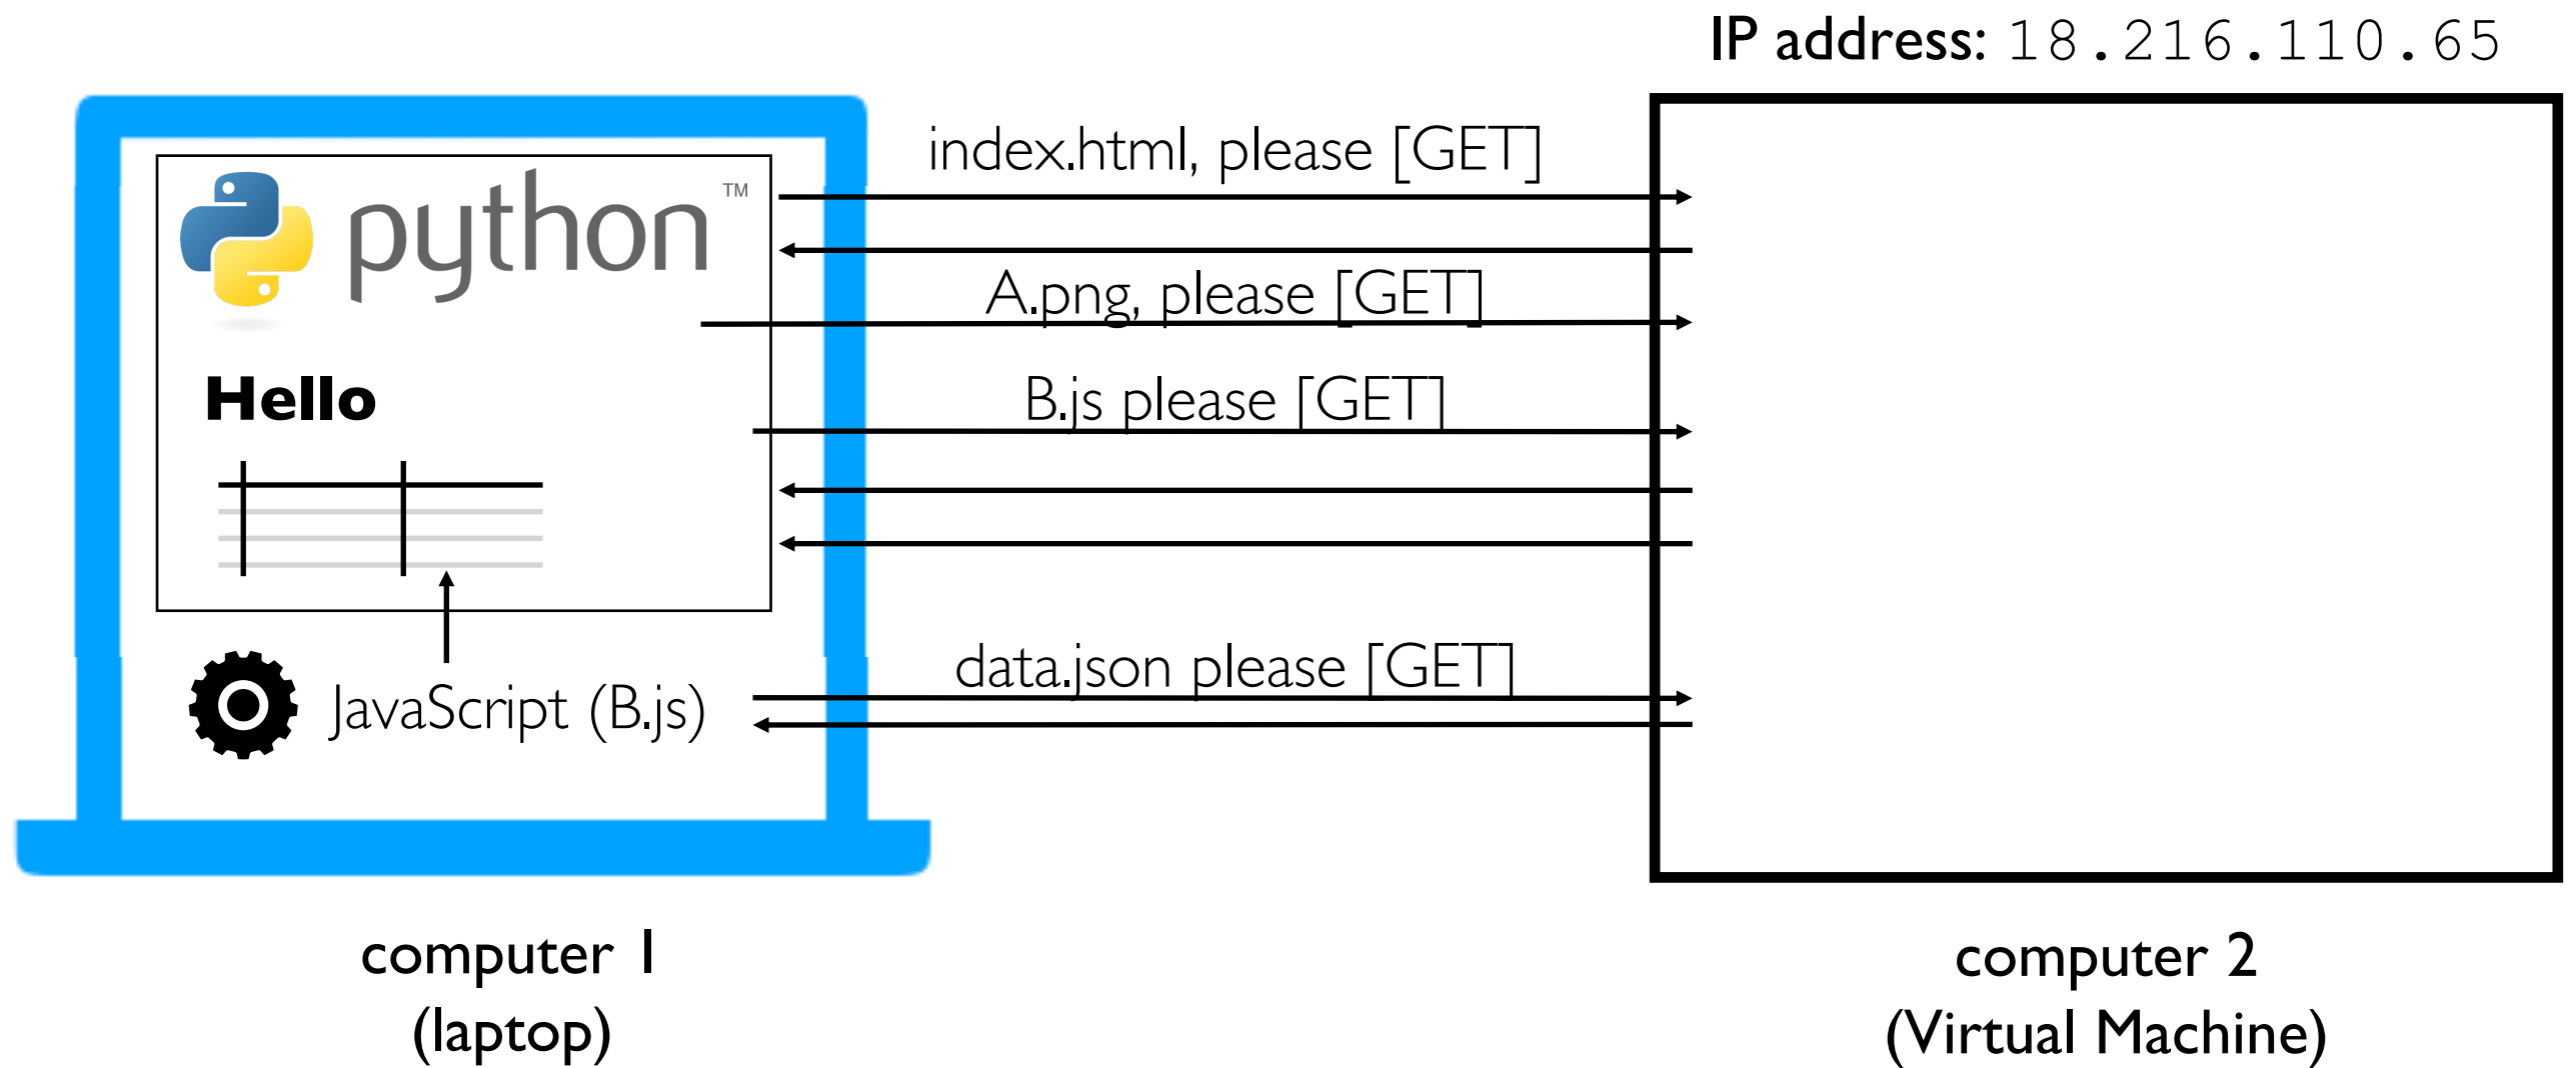 IP address: 18.216.110.65
index.html, please [GET]
python™
A.png, please [GET]
Hello
B.js please [GET]
data.json please [GET]
JavaScript (B.js)
computer 1
(laptop)
computer 2
(Virtual Machine)